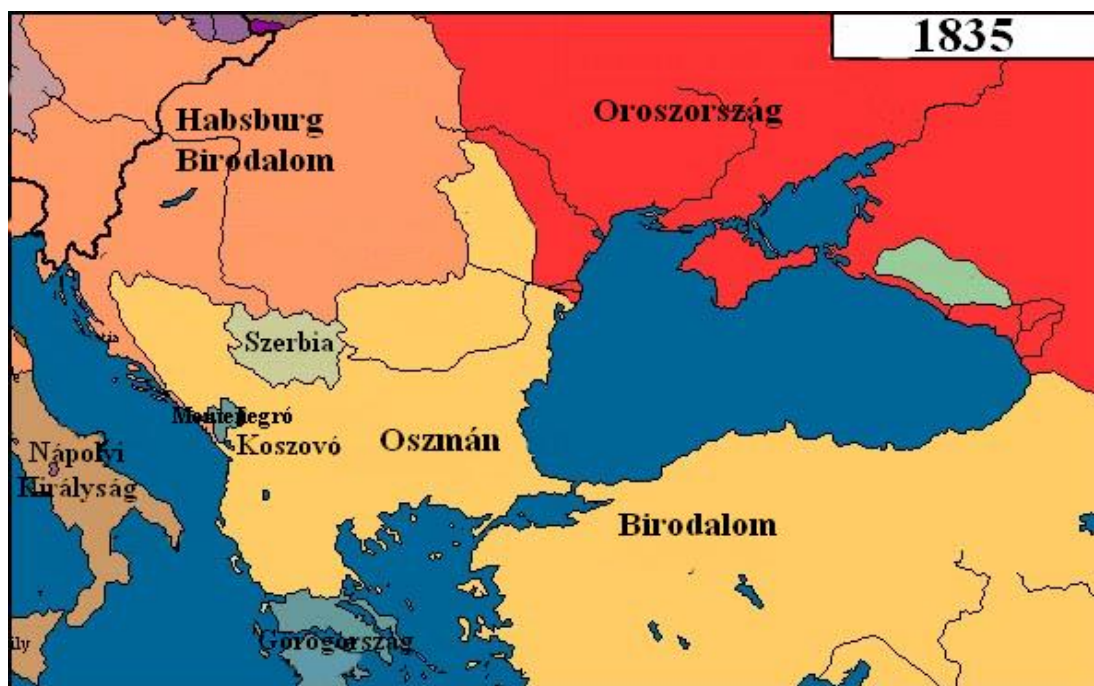 1835
Oroszország
Habsburg
Birodalom
Szerbia
Montenegró
Koszovó
Oszmán
Nápolyi
Királyság
Birodalom
Görögország